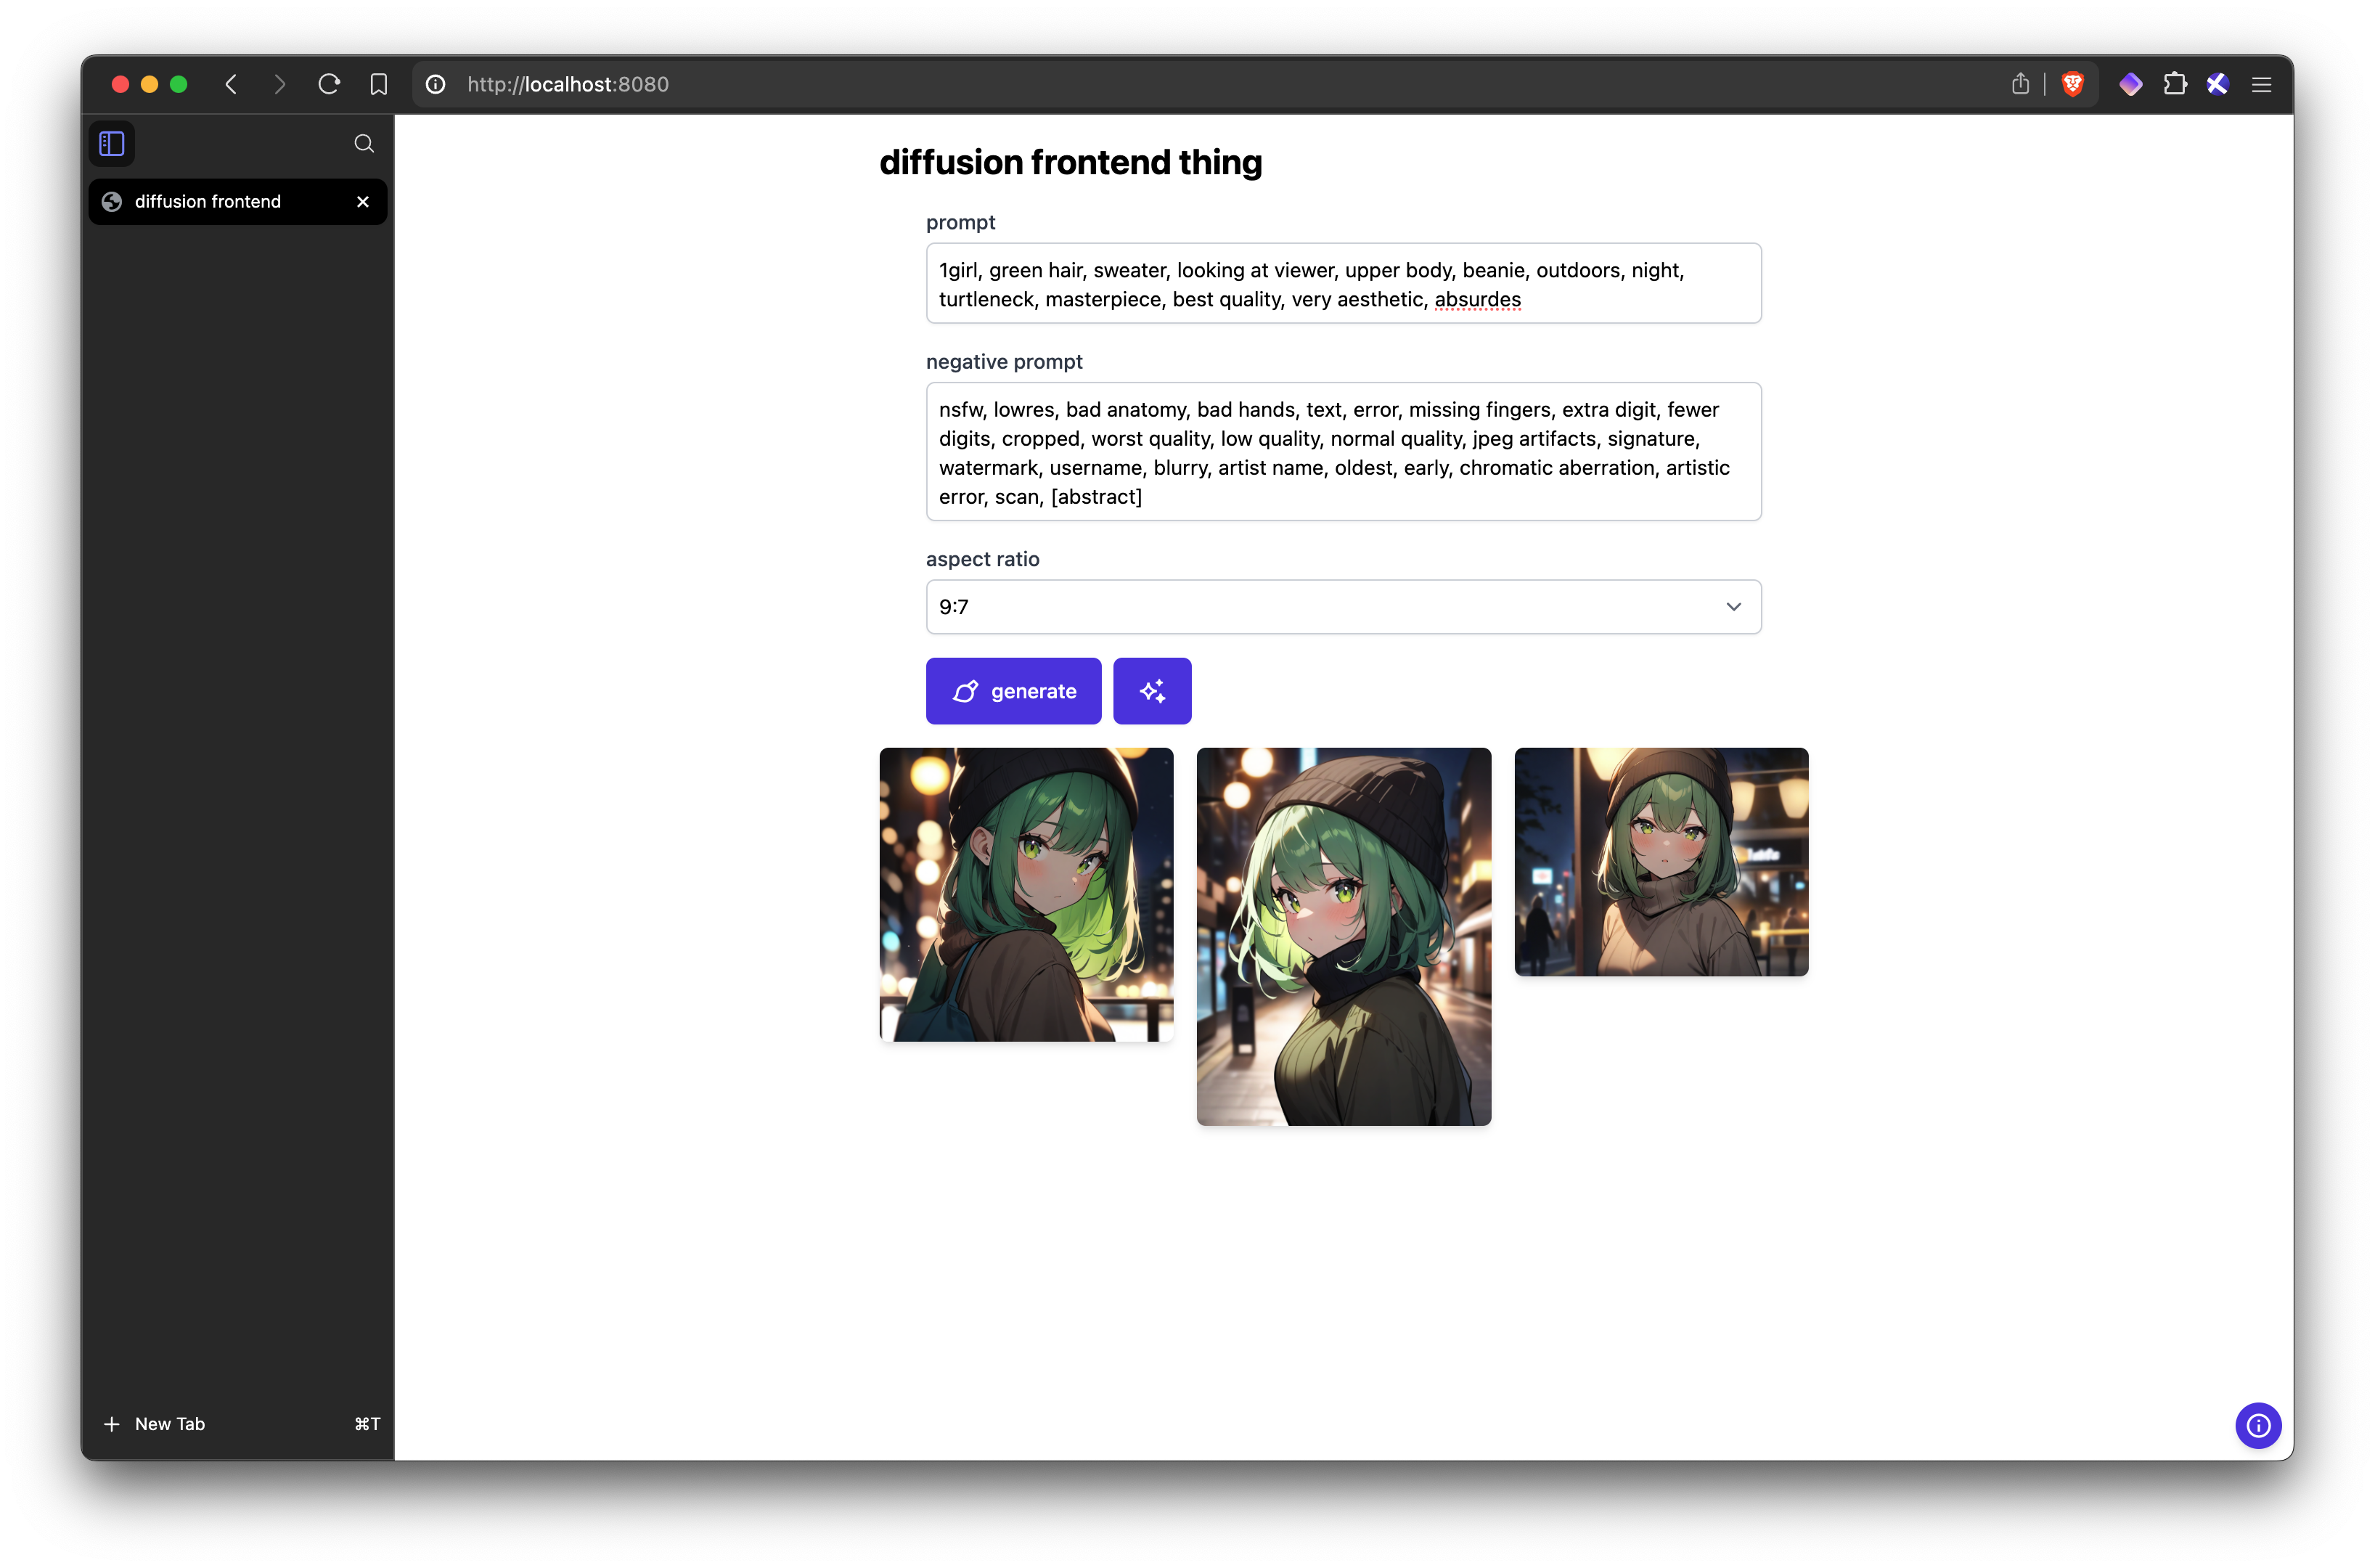 http://localhost:8080
diffusion frontend
diffusion frontend thing
prompt
1girl, green hair, sweater, looking at viewer, upper body, beanie, outdoors, night,
turtleneck, masterpiece, best quality, very aesthetic, absurdes
negative prompt
nsfw, lowres, bad anatomy, bad hands, text, error, missing fingers, extra digit, fewer
digits, cropped, worst quality, low quality, normal quality, jpeg artifacts, signature,
watermark, username, blurry, artist name, oldest, early, chromatic aberration, artistic
error, scan, [abstract]
aspect ratio
9:7
generate
New Tab ⌘T